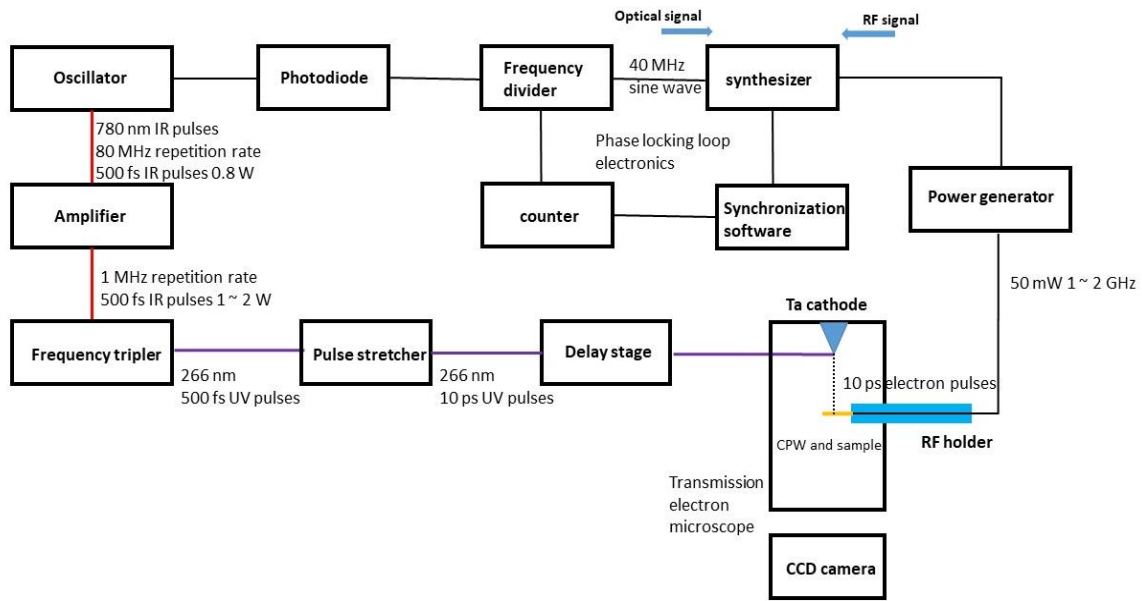 Optical signal
RF signal
Oscillator
Photodiode
Frequency
divider
40 MHz
sine wave
synthesizer
780 nm IR pulses
80 MHz repetition rate
500 fs IR pulses 0.8 W
Phase locking loop
electronics
Amplifier
counter
Synchronization
software
Power generator
1 MHz repetition rate
500 fs IR pulses 1 ~ 2 W
50 mW 1 ~ 2 GHz
Ta cathode
Frequency tripler
Pulse stretcher
Delay stage
266 nm
500 fs UV pulses
266 nm
10 ps UV pulses
10 ps electron pulses
CPW and sample
RF holder
Transmission
electron
microscope
CCD camera